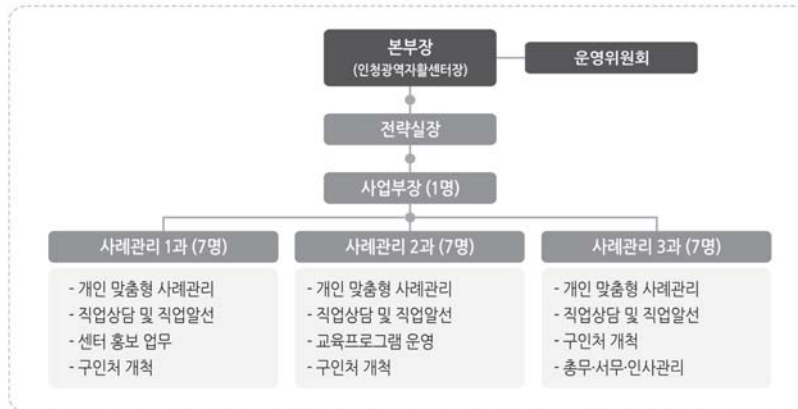 본부장
(인청광역자활센터장)
운영위원회
전략실장
사업부장 (1명)
사례관리 1과 (7명)
- 개인 맞춤형 사례관리
- 직업상담 및 직업알선
- 센터 홍보 업무
- 구인처 개척
사례관리 2과 (7명)
- 개인 맞춤형 사례관리
- 직업상담 및 직업알선
- 교육프로그램 운영
- 구인처 개척
사례관리 3과 (7명)
- 개인 맞춤형 사례관리
- 직업상담 및 직업알선
- 구인처 개척
- 총무·서무·인사관리